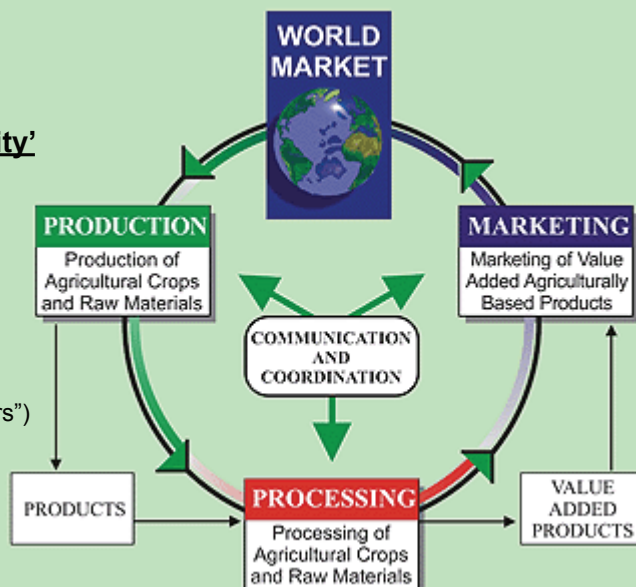 WORLD
MARKET
ity’
PRODUCTION
Production of
Agricultural Crops
and Raw Materials
MARKETING
Marketing of Value
Added Agriculturally
Based Products
COMMUNICATION
AND
COORDINATION
rs”)
PRODUCTS
PROCESSING
Processing of
Agricultural Crops
and Raw Materials
VALUE
ADDED
PRODUCTS